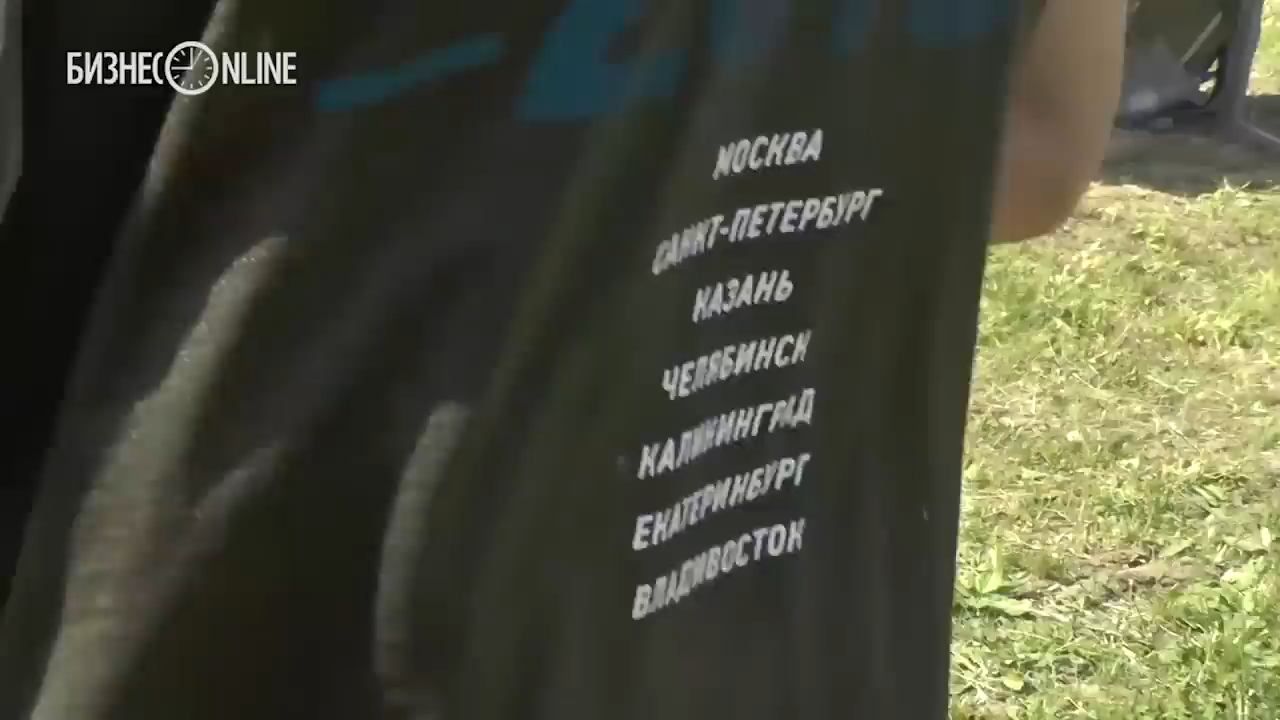 БИЗНЕС ONLINE
МОСКВА
САНКТ-ПЕТЕРБУРГ
КАЗАНЬ
ЧЕЛЯБИНСК
КАЛИНИНГРАД
ЕКАТЕРИНБУРГ
ВЛАДИВОСТОК